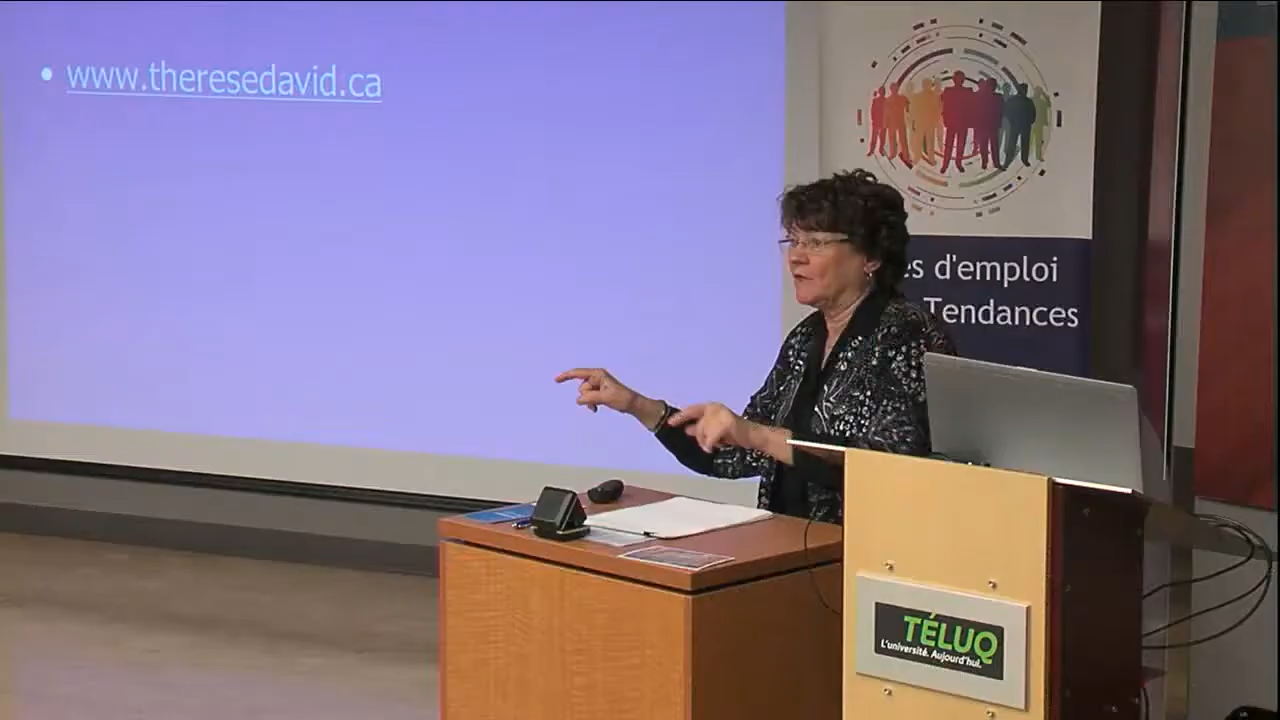 • www.theresedavid.ca
es d'emploi
Tendances
TÉLUQ
L'université. Aujourd'hui.